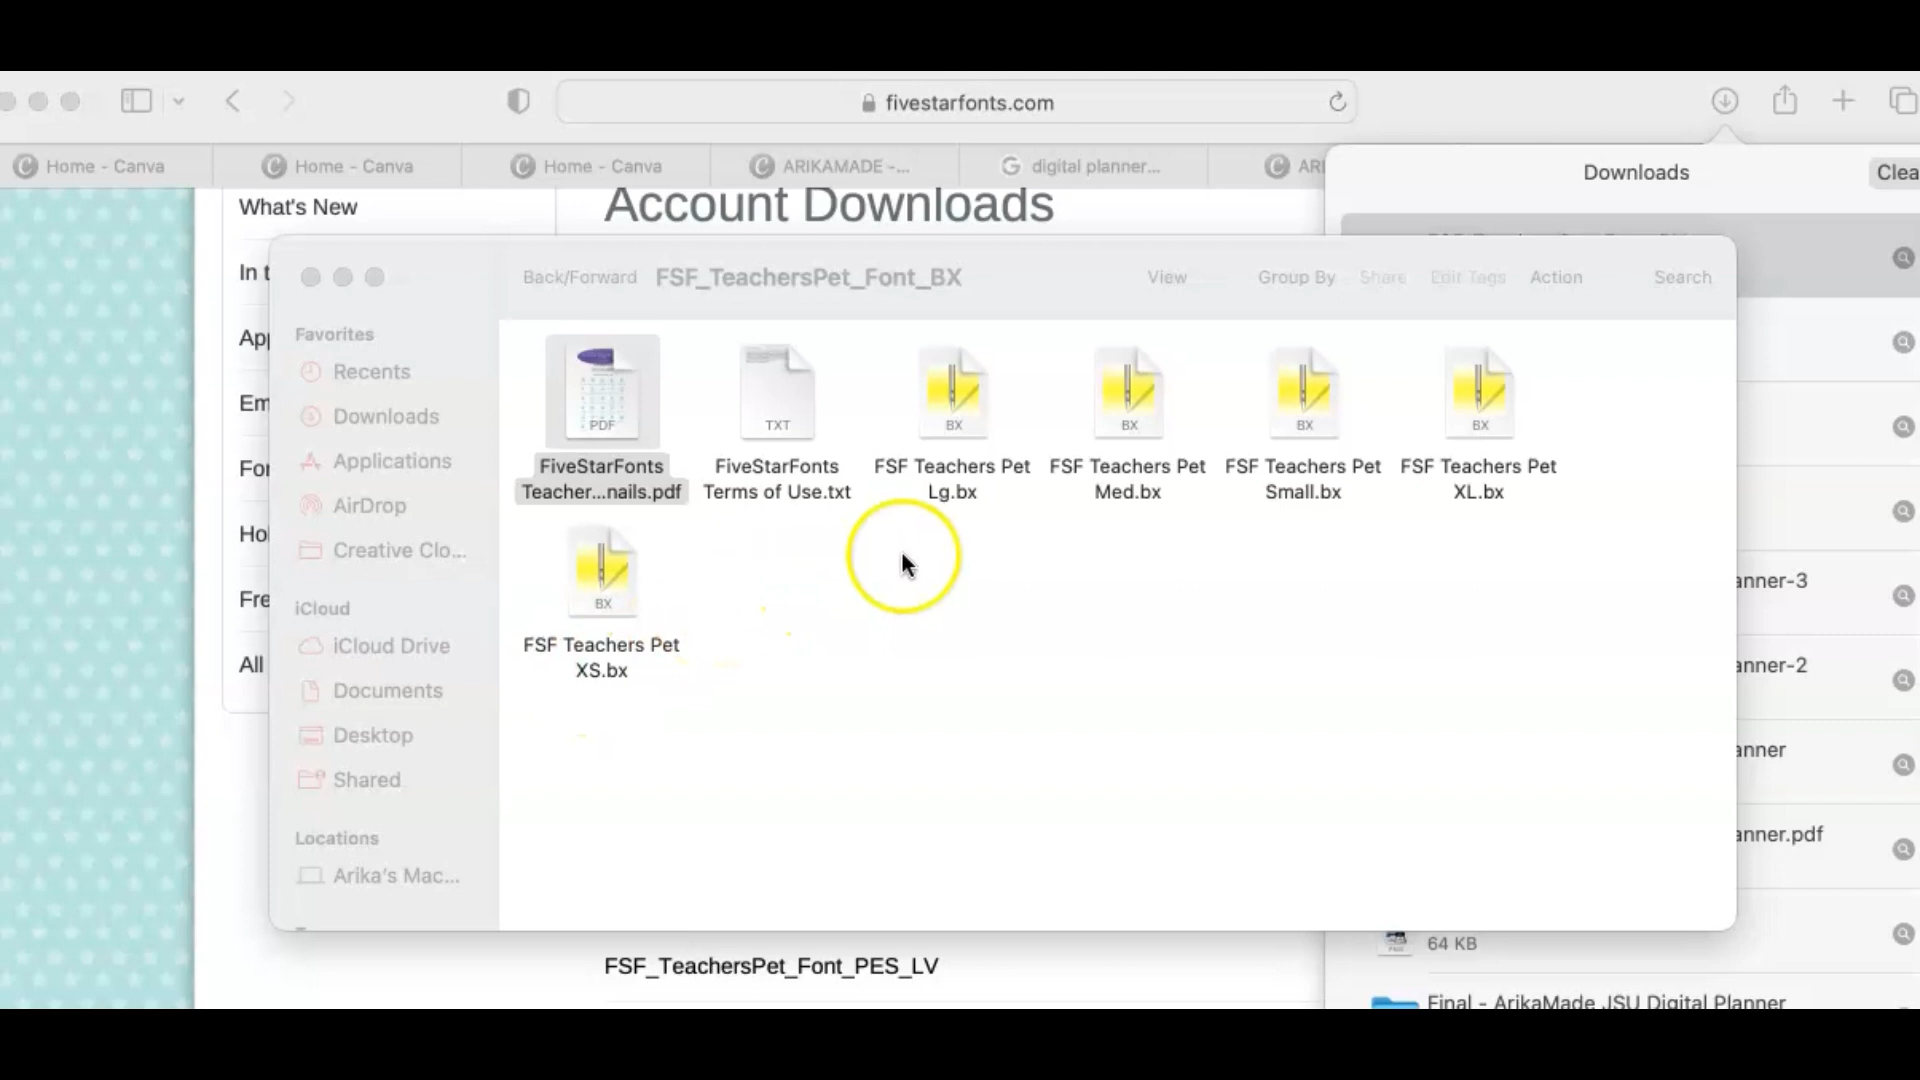 fivestarfonts.com
Home - Canva
Home - Canva
Home - Canva
ARIKAMADE -...
digital planner...
Downloads
What's New
Account Downloads
In t
App
Em
For
Hol
Fre
All
Back/Forward
FSF_TeachersPet_Font_BX
View
Group By
Share
Edit Tags
Action
Search
Favorites
Recents
Downloads
Applications
AirDrop
Creative Clo...
iCloud
iCloud Drive
Documents
Desktop
Shared
Locations
Arika's Mac...
PDF
FiveStarFonts
Teacher...nails.pdf
TXT
FiveStarFonts
Terms of Use.txt
BX
FSF Teachers Pet
Lg.bx
BX
FSF Teachers Pet
Med.bx
BX
FSF Teachers Pet
Small.bx
BX
FSF Teachers Pet
XL.bx
BX
FSF Teachers Pet
XS.bx
anner-3
anner-2
anner
anner.pdf
64 KB
Final - ArikaMade JSU Digital Planner
FSF_TeachersPet_Font_PES_LV